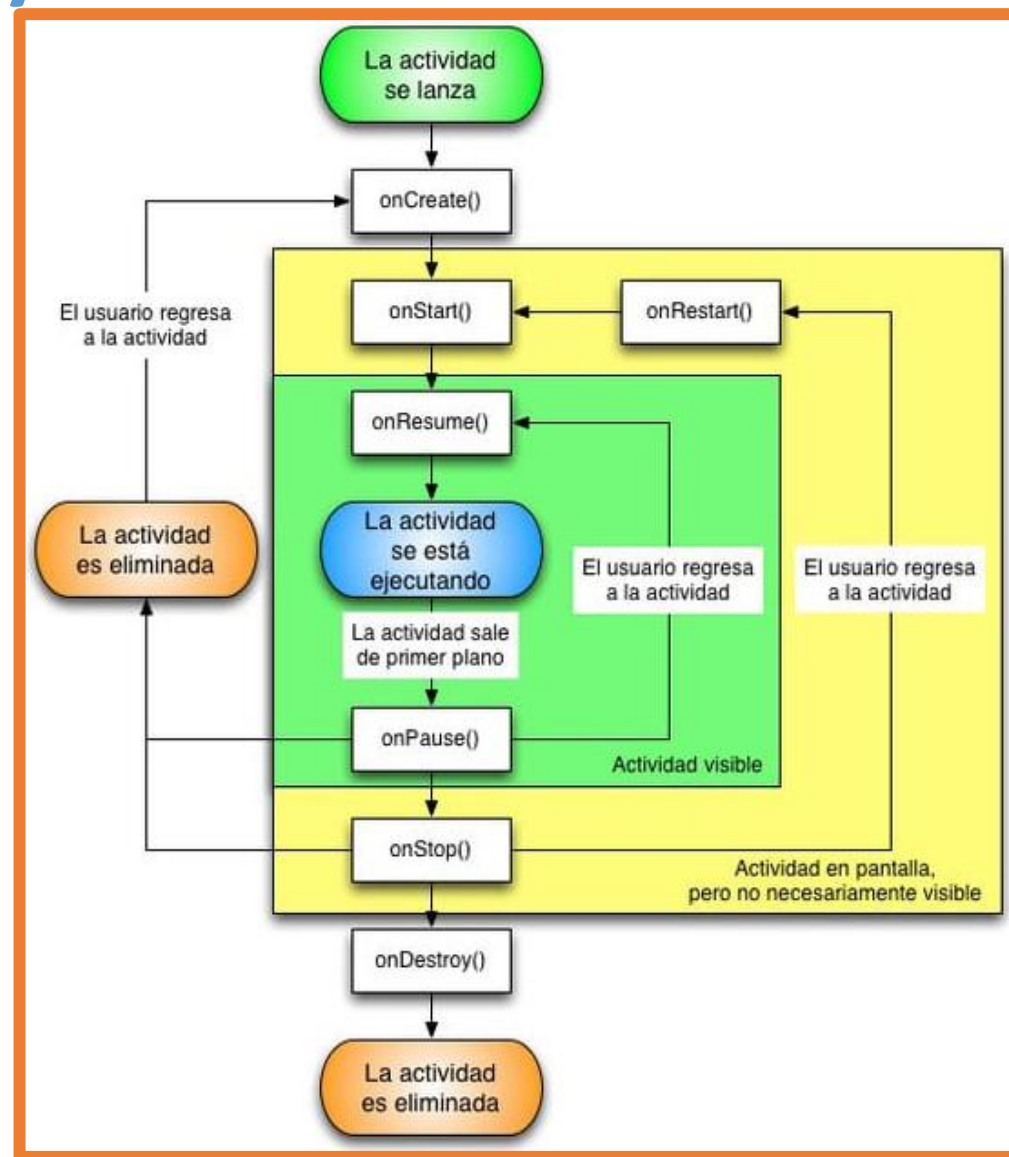 La actividad
se lanza
onCreate()
El usuario regresa
a la actividad
onStart()
onRestart()
onResume()
La actividad
es eliminada
La actividad
se está
ejecutando
El usuario regresa
a la actividad
El usuario regresa
a la actividad
La actividad sale
de primer plano
onPause()
Actividad visible
onStop()
Actividad en pantalla,
pero no necesariamente visible
onDestroy()
La actividad
es eliminada